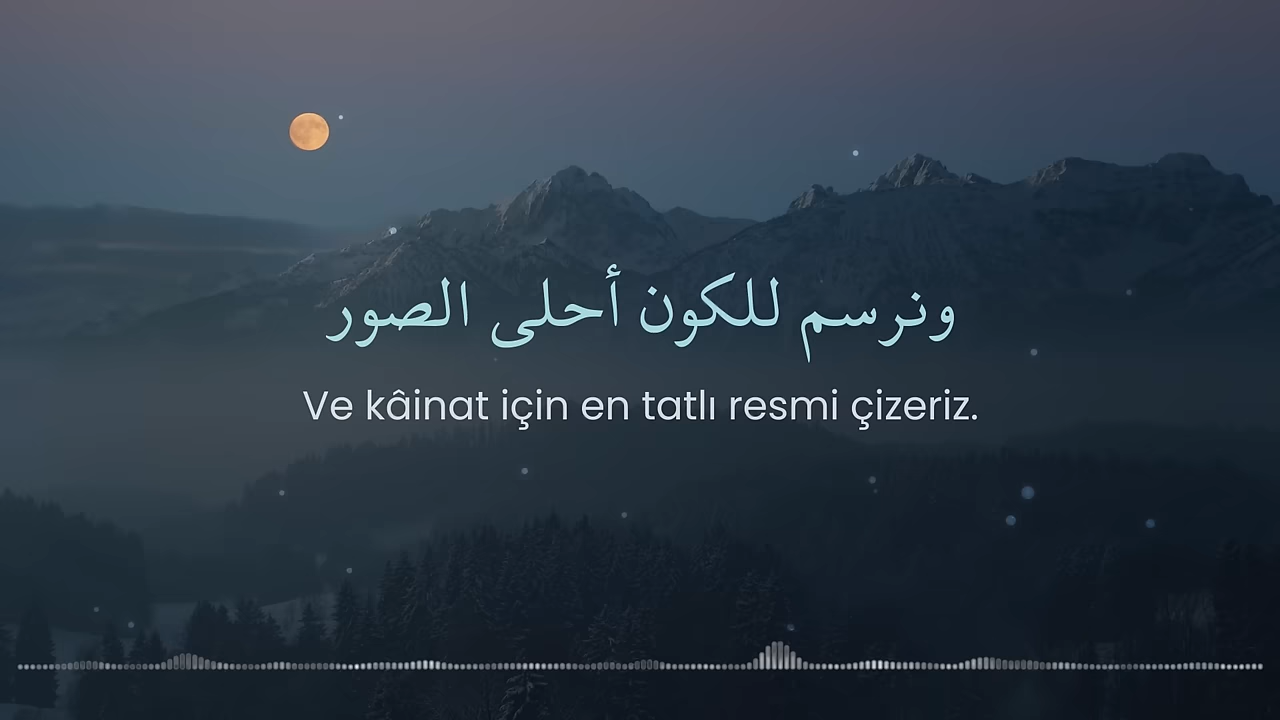 ونرسم للكون أحلى الصور
Ve kâinat için en tatlı resmi çizeriz.